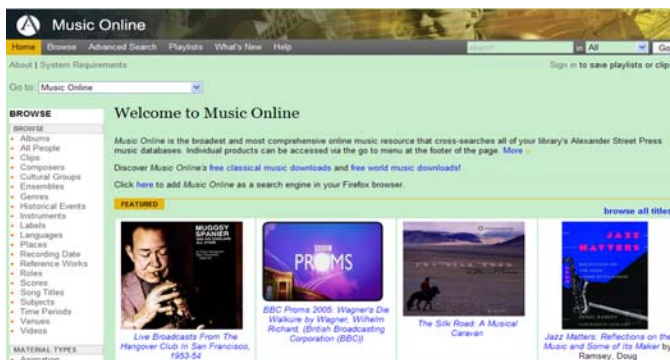 Music Online
Home Browse Advanced Search Playlists What's New Help search in All Go
About | System Requirements Sign in to save playlists or clips
Go to: Music Online
BROWSE
BROWSE
Albums
All People
Clips
Composers
Cultural Groups
Ensembles
Genres
Historical Events
Instruments
Labels
Languages
Places
Recording Date
Reference Works
Roles
Scores
Song Titles
Subjects
Time Periods
Venues
Videos
MATERIAL TYPES
Animation
Welcome to Music Online
Music Online is the broadest and most comprehensive online music resource that cross-searches all of your library's Alexander Street Press
music databases. Individual products can be accessed via the go to menu at the footer of the page. More
Discover Music Online's free classical music downloads and free world music downloads!
Click here to add Music Online as a search engine in your Firefox browser.
FEATURED
browse all titles
MUGGSY
SPANIER
Live Broadcasts From The
Hangover Club In San Francisco,
1953-54
BBC
PROMS
BBC Proms 2005: Wagner's Die
Walküre by Wagner, Wilhelm
Richard, (British Broadcasting
Corporation (BBC))
THE SILK ROAD
The Silk Road: A Musical
Caravan
JAZZ
MATTERS
Jazz Matters: Reflections on the
Music and Some of Its Maker by
Ramsey, Doug